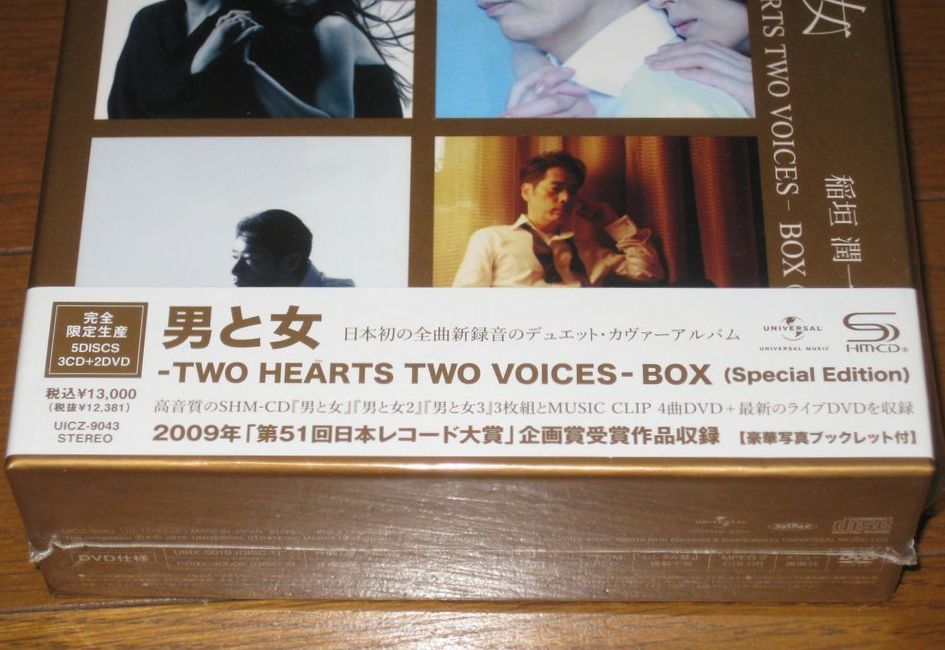 女
HEARTS TWO VOICES – BOX
稲垣 潤一
完全
限定生産
5DISCS
3CD+2DVD
税込¥13,000
(税抜¥12,381)
UICZ-9043
STEREO
男と女
日本初の全曲新録音のデュエット・カヴァーアルバム
-TWO HEARTS TWO VOICES-BOX (Special Edition)
高音質のSHM-CD『男と女』『男と女2』『男と女3』3枚組とMUSIC CLIP 4曲DVD+最新のライブDVDを収録
2009年「第51回日本レコード大賞」企画賞受賞作品収録 【豪華写真ブックレット付】
UNIVERSAL
UNIVERSAL MUSIC
SHM-CD®
UICZ-9043
UNIVERSAL
disc
DVD仕様
COLOR